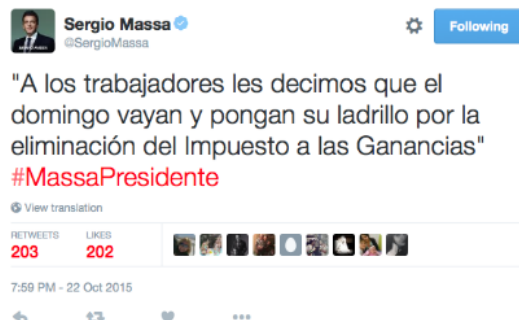 Sergio Massa
@SergioMassa
Following
"A los trabajadores les decimos que el
domingo vayan y pongan su ladrillo por la
eliminación del Impuesto a las Ganancias"
#MassaPresidente
View translation
RETWEETS LIKES
203 202
7:59 PM - 22 Oct 2015